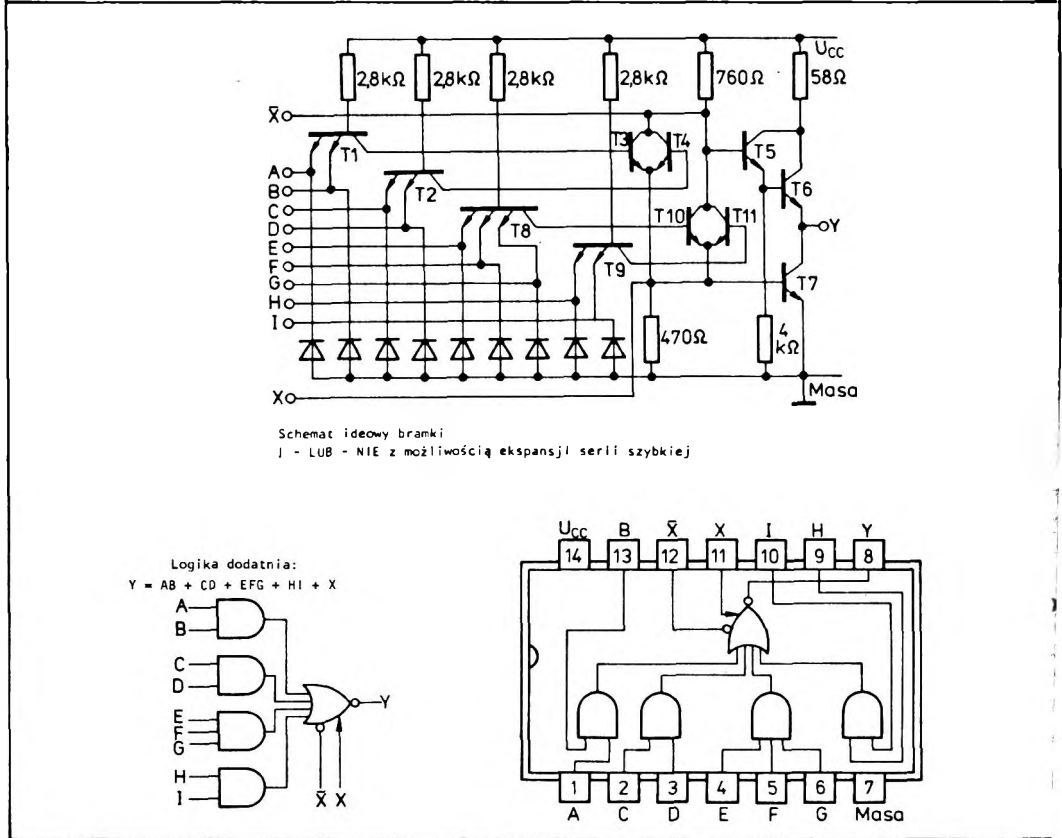 UCC
2,8kΩ 2,8kΩ 2,8kΩ 2,8kΩ 760Ω 58Ω
X̄
T1 T3 T4 T5
A
B T2 T6
C
D T8 T10 T11 Y
E
F T9 T7
G
H
I
470Ω 4 kΩ
X
Masa
Schemat ideowy bramki
I - LUB - NIE z możliwością ekspansji serii szybkiej
Logika dodatnia:
Y = AB + CD + EFG + HI + X
A
B
C
D
E
F
G
H
I
Y
X̄ X
UCC B X̄ X I H Y
14 13 12 11 10 9 8
1 2 3 4 5 6 7
A C D E F G Masa